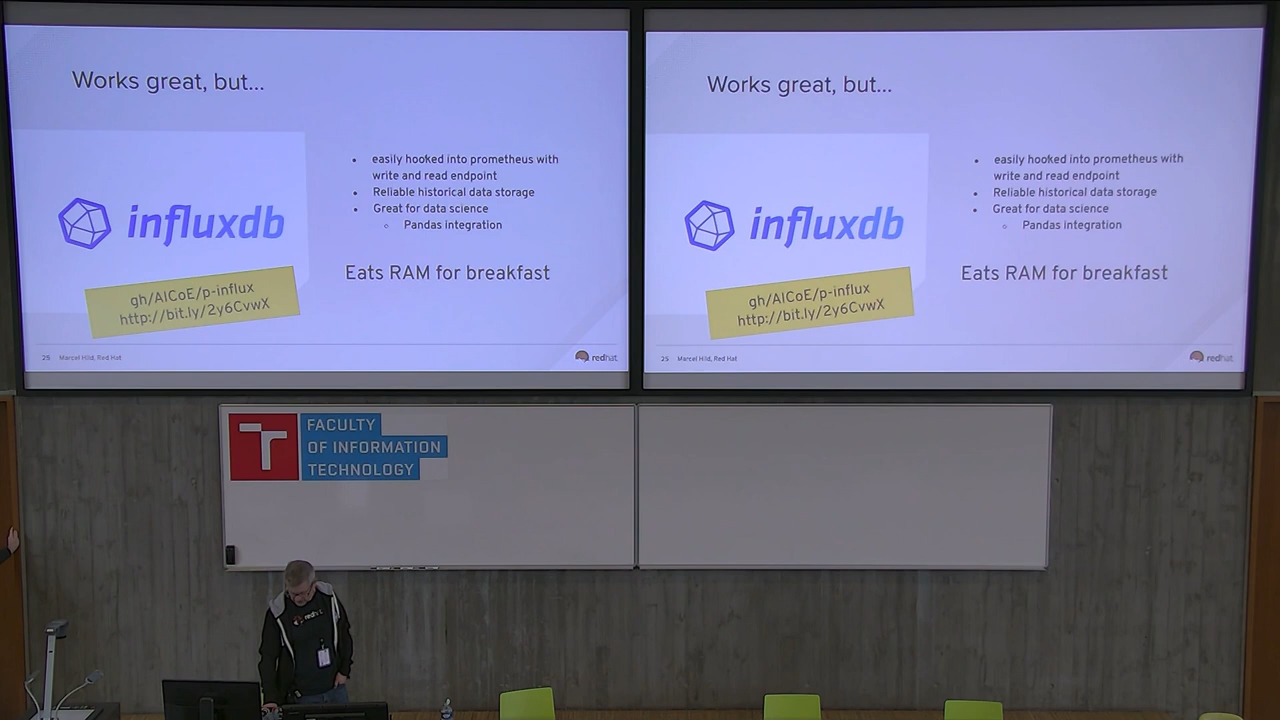 Works great, but...
influxdb
gh/AICoE/p-influx
http://bit.ly/2y6CvwX
• easily hooked into prometheus with
write and read endpoint
• Reliable historical data storage
• Great for data science
◦ Pandas integration
Eats RAM for breakfast
25 Marcel Hild, Red Hat
redhat
Works great, but...
influxdb
gh/AICoE/p-influx
http://bit.ly/2y6CvwX
• easily hooked into prometheus with
write and read endpoint
• Reliable historical data storage
• Great for data science
◦ Pandas integration
Eats RAM for breakfast
25 Marcel Hild, Red Hat
redhat
FACULTY
OF INFORMATION
TECHNOLOGY